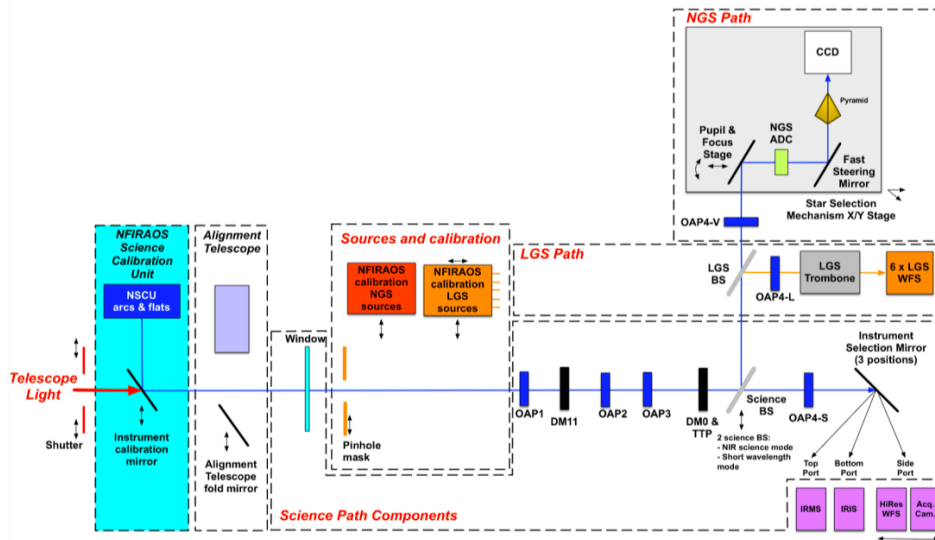 NGS Path
CCD
Pyramid
NGS
ADC
Pupil &
Focus
Stage
Fast
Steering
Mirror
Star Selection
Mechanism X/Y Stage
OAP4-V
NFIRAOS
Science
Calibration
Unit
NSCU
arcs & flats
Alignment
Telescope
Sources and calibration
NFIRAOS
calibration
NGS
sources
NFIRAOS
calibration
LGS
sources
LGS Path
LGS
BS
OAP4-L
LGS
Trombone
6 x LGS
WFS
Window
Instrument
Selection Mirror
(3 positions)
Telescope
Light
Shutter
Instrument
calibration
mirror
Alignment
Telescope
fold mirror
Pinhole
mask
OAP1
DM11
OAP2
OAP3
DM0 &
TTP
Science
BS
OAP4-S
2 science BS:
- NIR science mode
- Short wavelength
mode
Top
Port
Bottom
Port
Side
Port
IRMS
IRIS
HiRes
WFS
Acq.
Cam.
Science Path Components